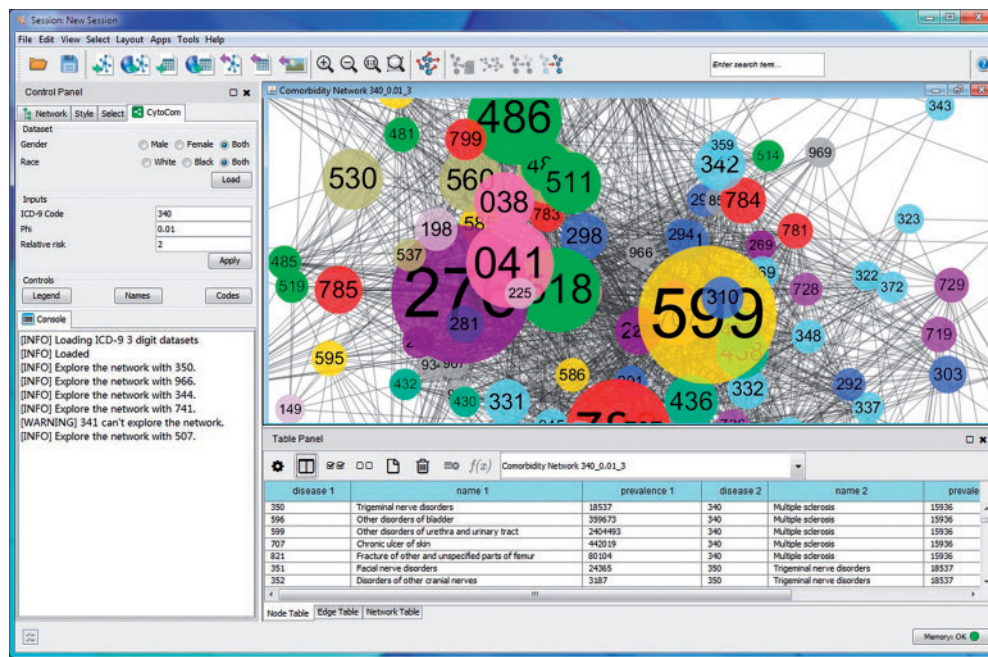 Session: New Session
File Edit View Select Layout Apps Tools Help
Enter search term...
Control Panel
Network Style Select CytoCom
Dataset
Gender Male Female Both
Race White Black Both
Load
Inputs
ICD-9 Code 340
Phi 0.01
Relative risk 2
Apply
Controls
Legend Names Codes
Console
[INFO] Loading ICD-9 3 digit datasets
[INFO] Loaded
[INFO] Explore the network with 350.
[INFO] Explore the network with 966.
[INFO] Explore the network with 344.
[INFO] Explore the network with 741.
[WARNING] 341 can't explore the network.
[INFO] Explore the network with 507.
Comorbidity Network 340_0.01_3
486 343
481 799 359 514 969
530 560 511 342
038 784
198 783 298 294 781 323
537 041 966 269
485 322 372 729
519 785 225 310 728
281 599 348 719
595 586 292 303
432 332
149 430 331 436 337
Table Panel
f(x) Comorbidity Network 340_0.01_3
disease 1 name 1 prevalence 1 disease 2 name 2 prevale
350 Trigeminal nerve disorders 18537 340 Multiple sclerosis 15936
596 Other disorders of bladder 359673 340 Multiple sclerosis 15936
599 Other disorders of urethra and urinary tract 2404493 340 Multiple sclerosis 15936
707 Chronic ulcer of skin 442019 340 Multiple sclerosis 15936
821 Fracture of other and unspecified parts of femur 80104 340 Multiple sclerosis 15936
351 Facial nerve disorders 24365 350 Trigeminal nerve disorders 18537
352 Disorders of other cranial nerves 3187 350 Trigeminal nerve disorders 18537
Node Table Edge Table Network Table
Memory: OK